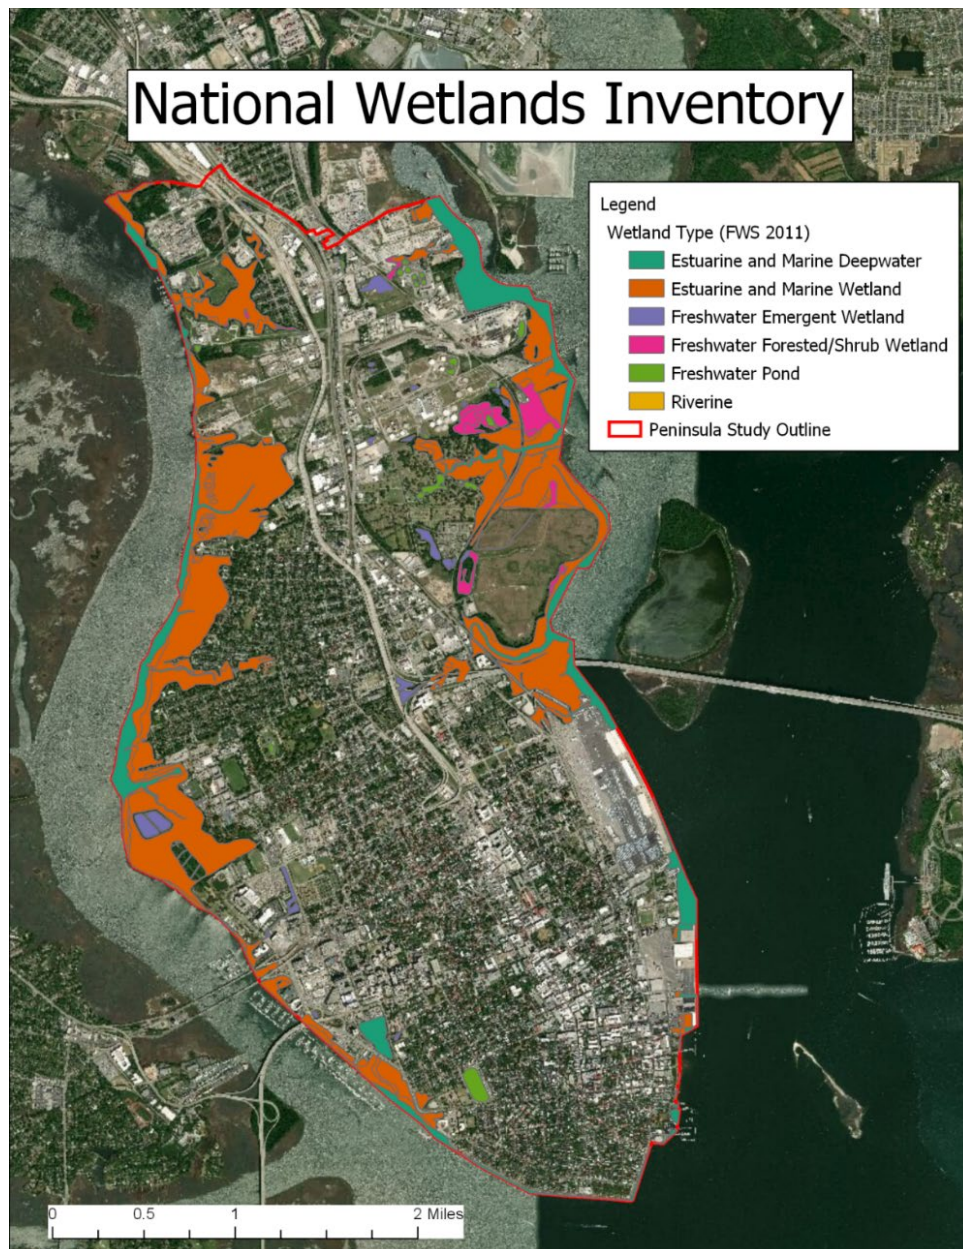 National Wetlands Inventory
Legend
Wetland Type (FWS 2011)
Estuarine and Marine Deepwater
Estuarine and Marine Wetland
Freshwater Emergent Wetland
Freshwater Forested/Shrub Wetland
Freshwater Pond
Riverine
Peninsula Study Outline
0 0.5 1 2 Miles